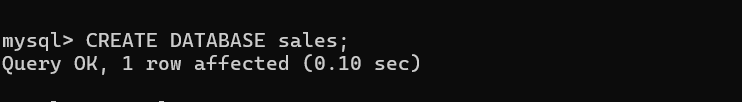 mysql> CREATE DATABASE sales;
Query OK, 1 row affected (0.10 sec)